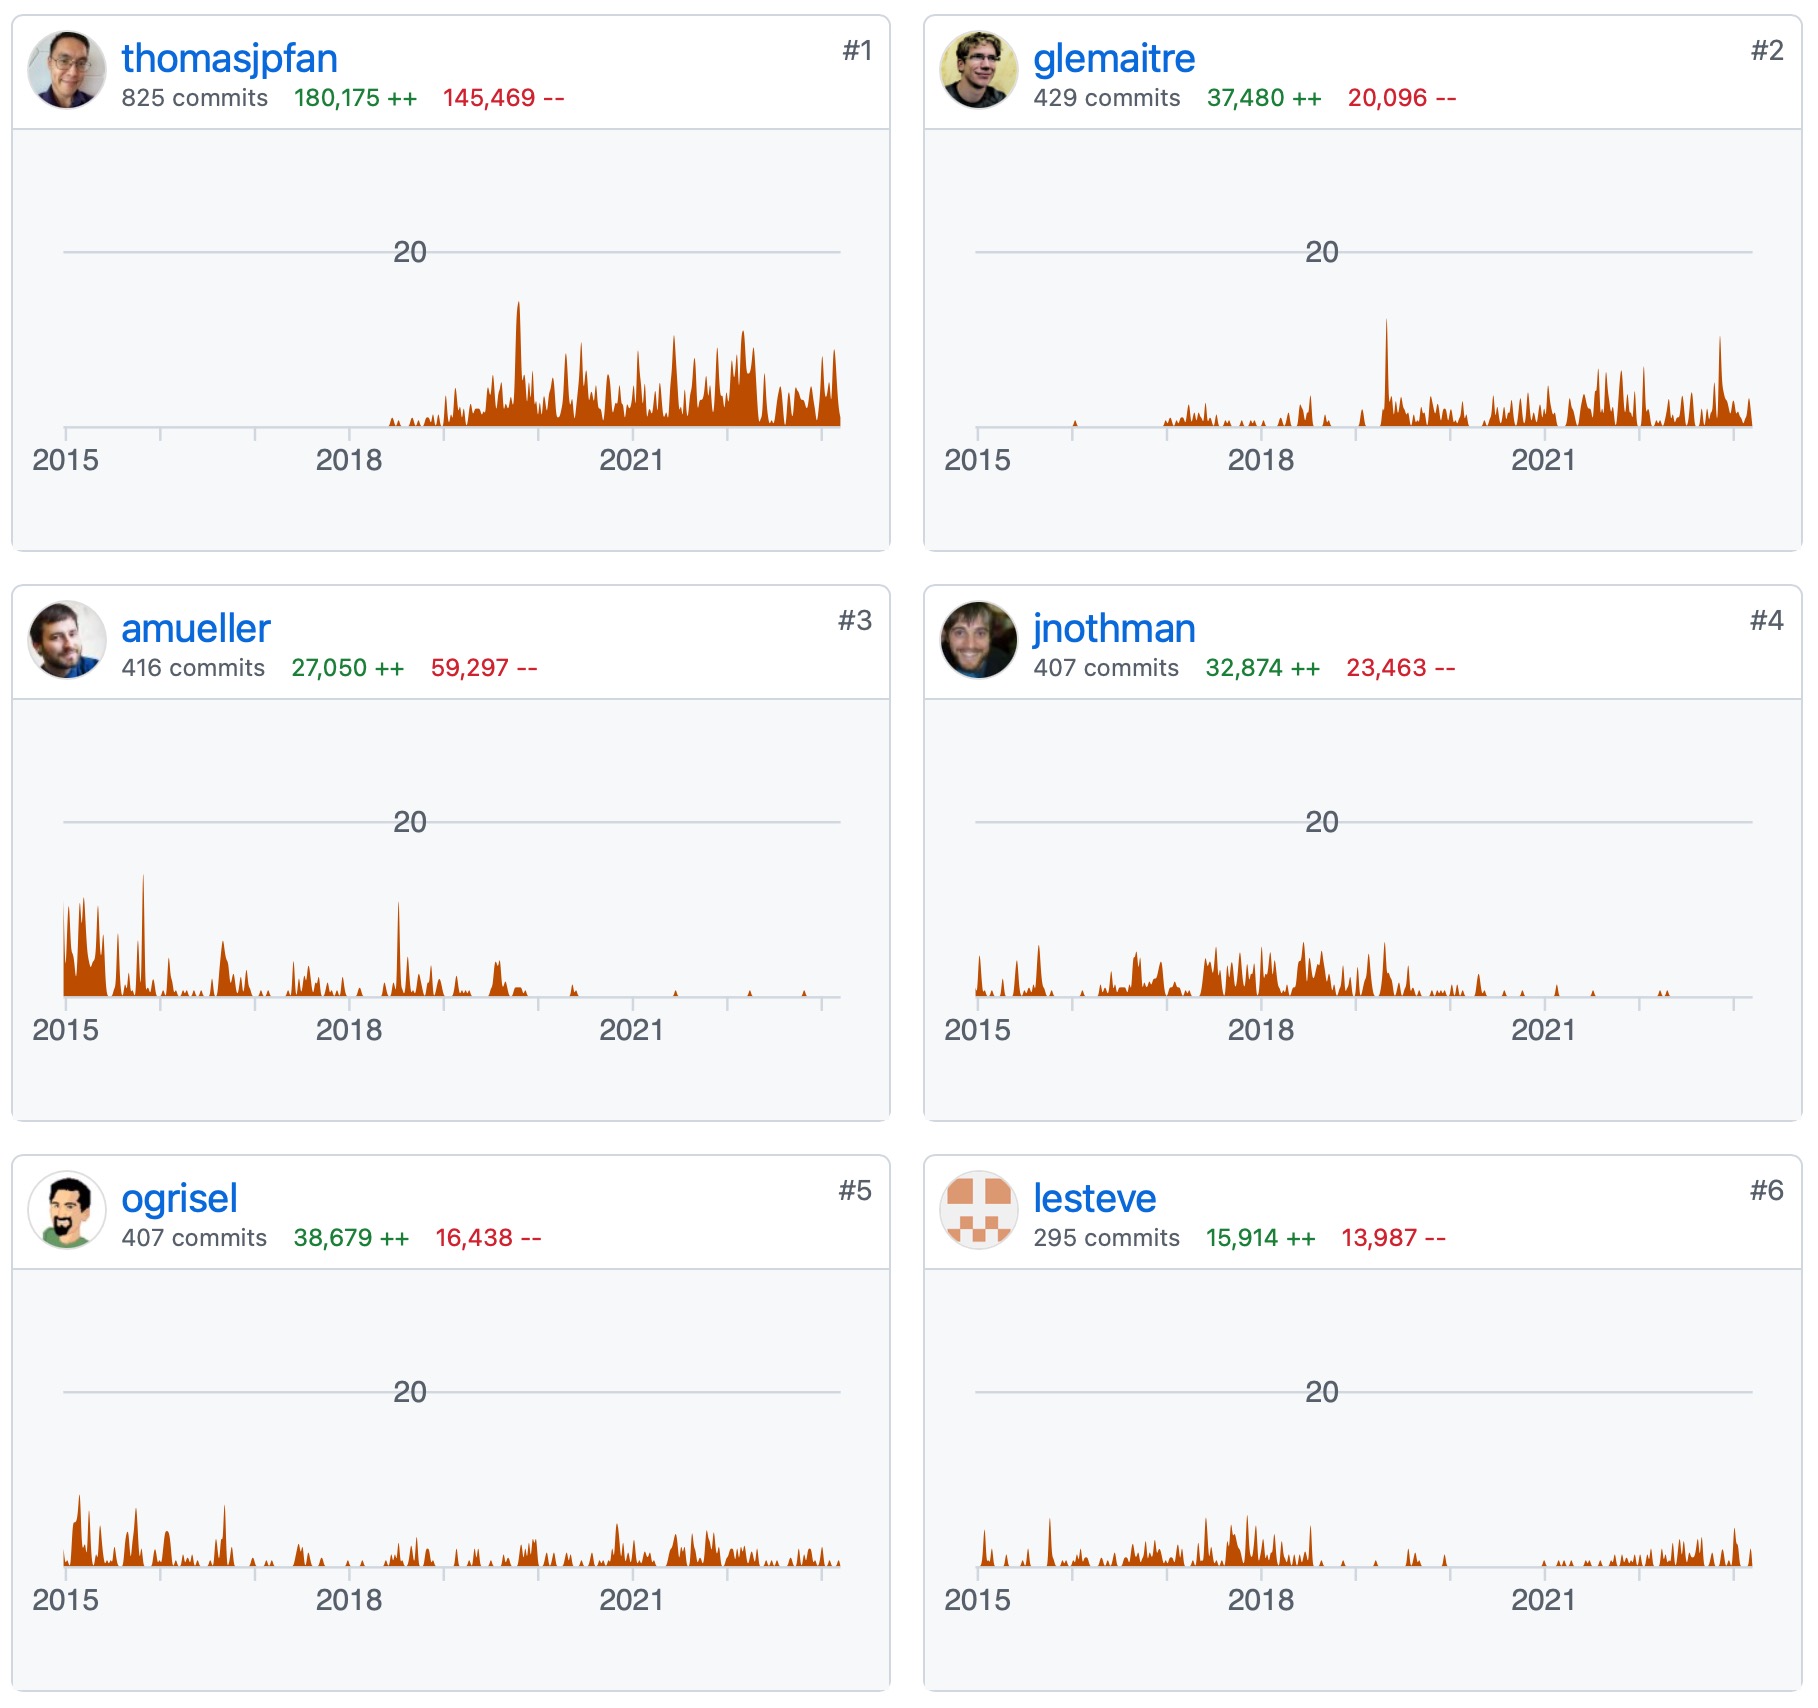 thomasjpfan
#1
825 commits 180,175 ++ 145,469 --
20
2015 2018 2021
glemaitre
#2
429 commits 37,480 ++ 20,096 --
20
2015 2018 2021
amueller
#3
416 commits 27,050 ++ 59,297 --
20
2015 2018 2021
jnothman
#4
407 commits 32,874 ++ 23,463 --
20
2015 2018 2021
ogrisel
#5
407 commits 38,679 ++ 16,438 --
20
2015 2018 2021
lesteve
#6
295 commits 15,914 ++ 13,987 --
20
2015 2018 2021